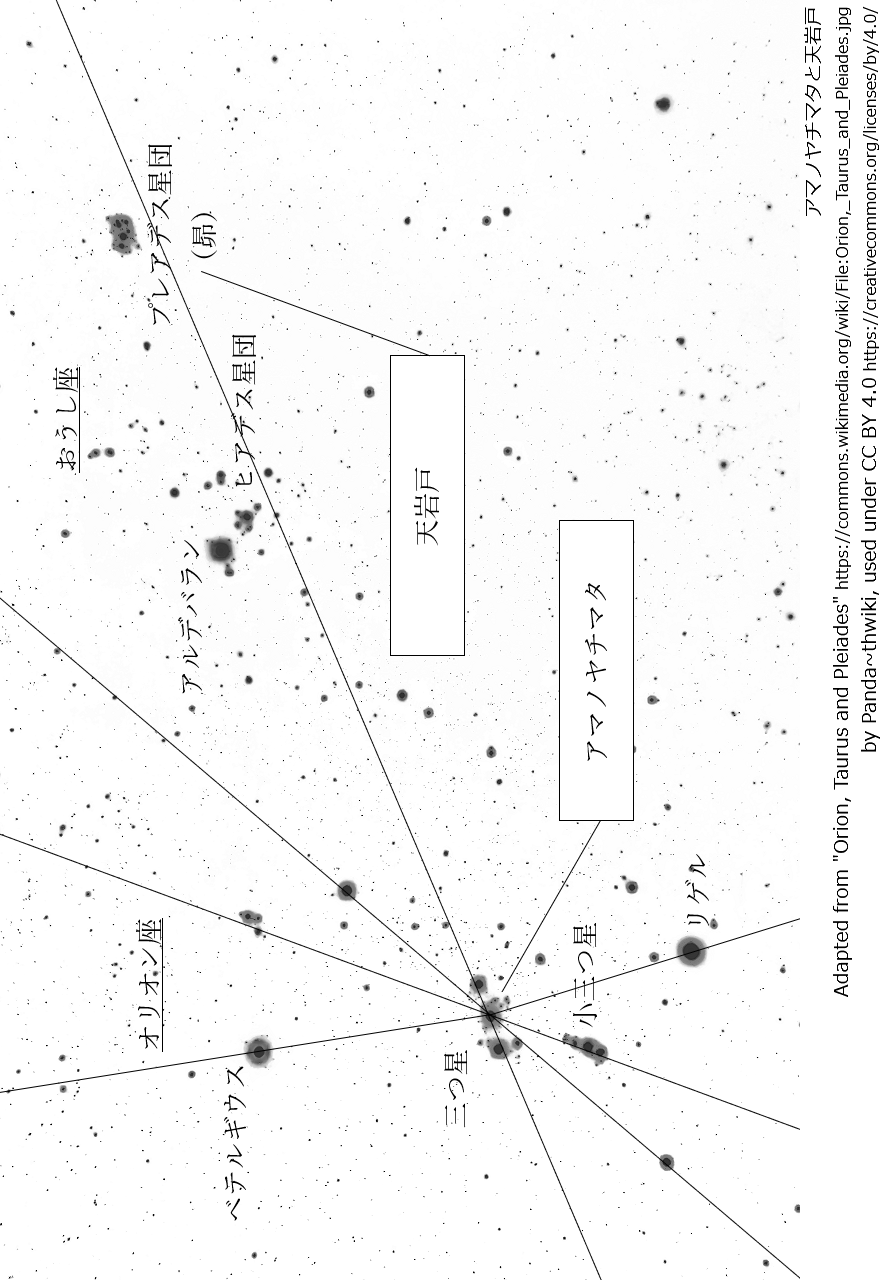 アマノヤチマタと天岩戸
Adapted from "Orion, Taurus and Pleiades" https://commons.wikimedia.org/wiki/File:Orion,_Taurus_and_Pleiades.jpg
by Panda~thwiki, used under CC BY 4.0 https://creativecommons.org/licenses/by/4.0/
おうし座
プレアデス星団
(昴)
ヒアデス星団
アルデバラン
天岩戸
アマノヤチマタ
オリオン座
ベテルギウス
三つ星
小三つ星
リゲル